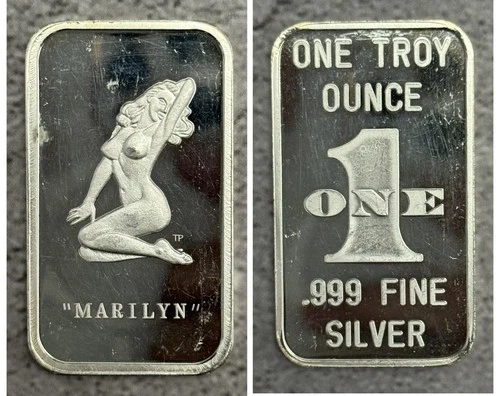 TP
"MARILYN"
ONE TROY
OUNCE
1
ONE
.999 FINE
SILVER